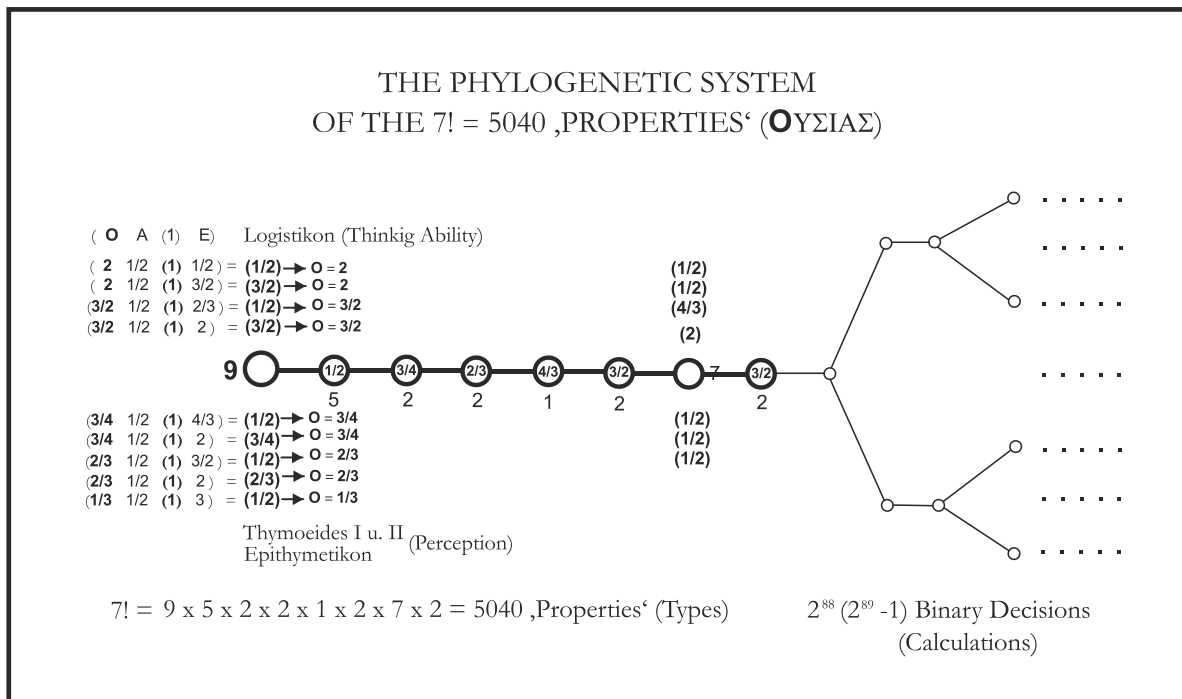 THE PHYLOGENETIC SYSTEM
OF THE 7! = 5040 ‚PROPERTIES‘ (ΟΥΣΙΑΣ)
( O A (1) E) Logistikon (Thinkig Ability)
( 2 1/2 (1) 1/2 ) = (1/2) → O = 2
( 2 1/2 (1) 3/2 ) = (3/2) → O = 2
(3/2 1/2 (1) 2/3 ) = (1/2) → O = 3/2
(3/2 1/2 (1) 2 ) = (3/2) → O = 3/2
(1/2)
(1/2)
(4/3)
(2)
9 1/2 3/4 2/3 4/3 3/2 7 3/2
5 2 2 1 2 2
(3/4 1/2 (1) 4/3 ) = (1/2) → O = 3/4
(3/4 1/2 (1) 2 ) = (3/4) → O = 3/4
(2/3 1/2 (1) 3/2 ) = (1/2) → O = 2/3
(2/3 1/2 (1) 2 ) = (2/3) → O = 2/3
(1/3 1/2 (1) 3 ) = (1/2) → O = 1/3
(1/2)
(1/2)
(1/2)
Thymoeides I u. II
Epithymetikon
(Perception)
7! = 9 x 5 x 2 x 2 x 1 x 2 x 7 x 2 = 5040 ‚Properties‘ (Types)
2⁸⁸ (2⁸⁹ -1) Binary Decisions
(Calculations)